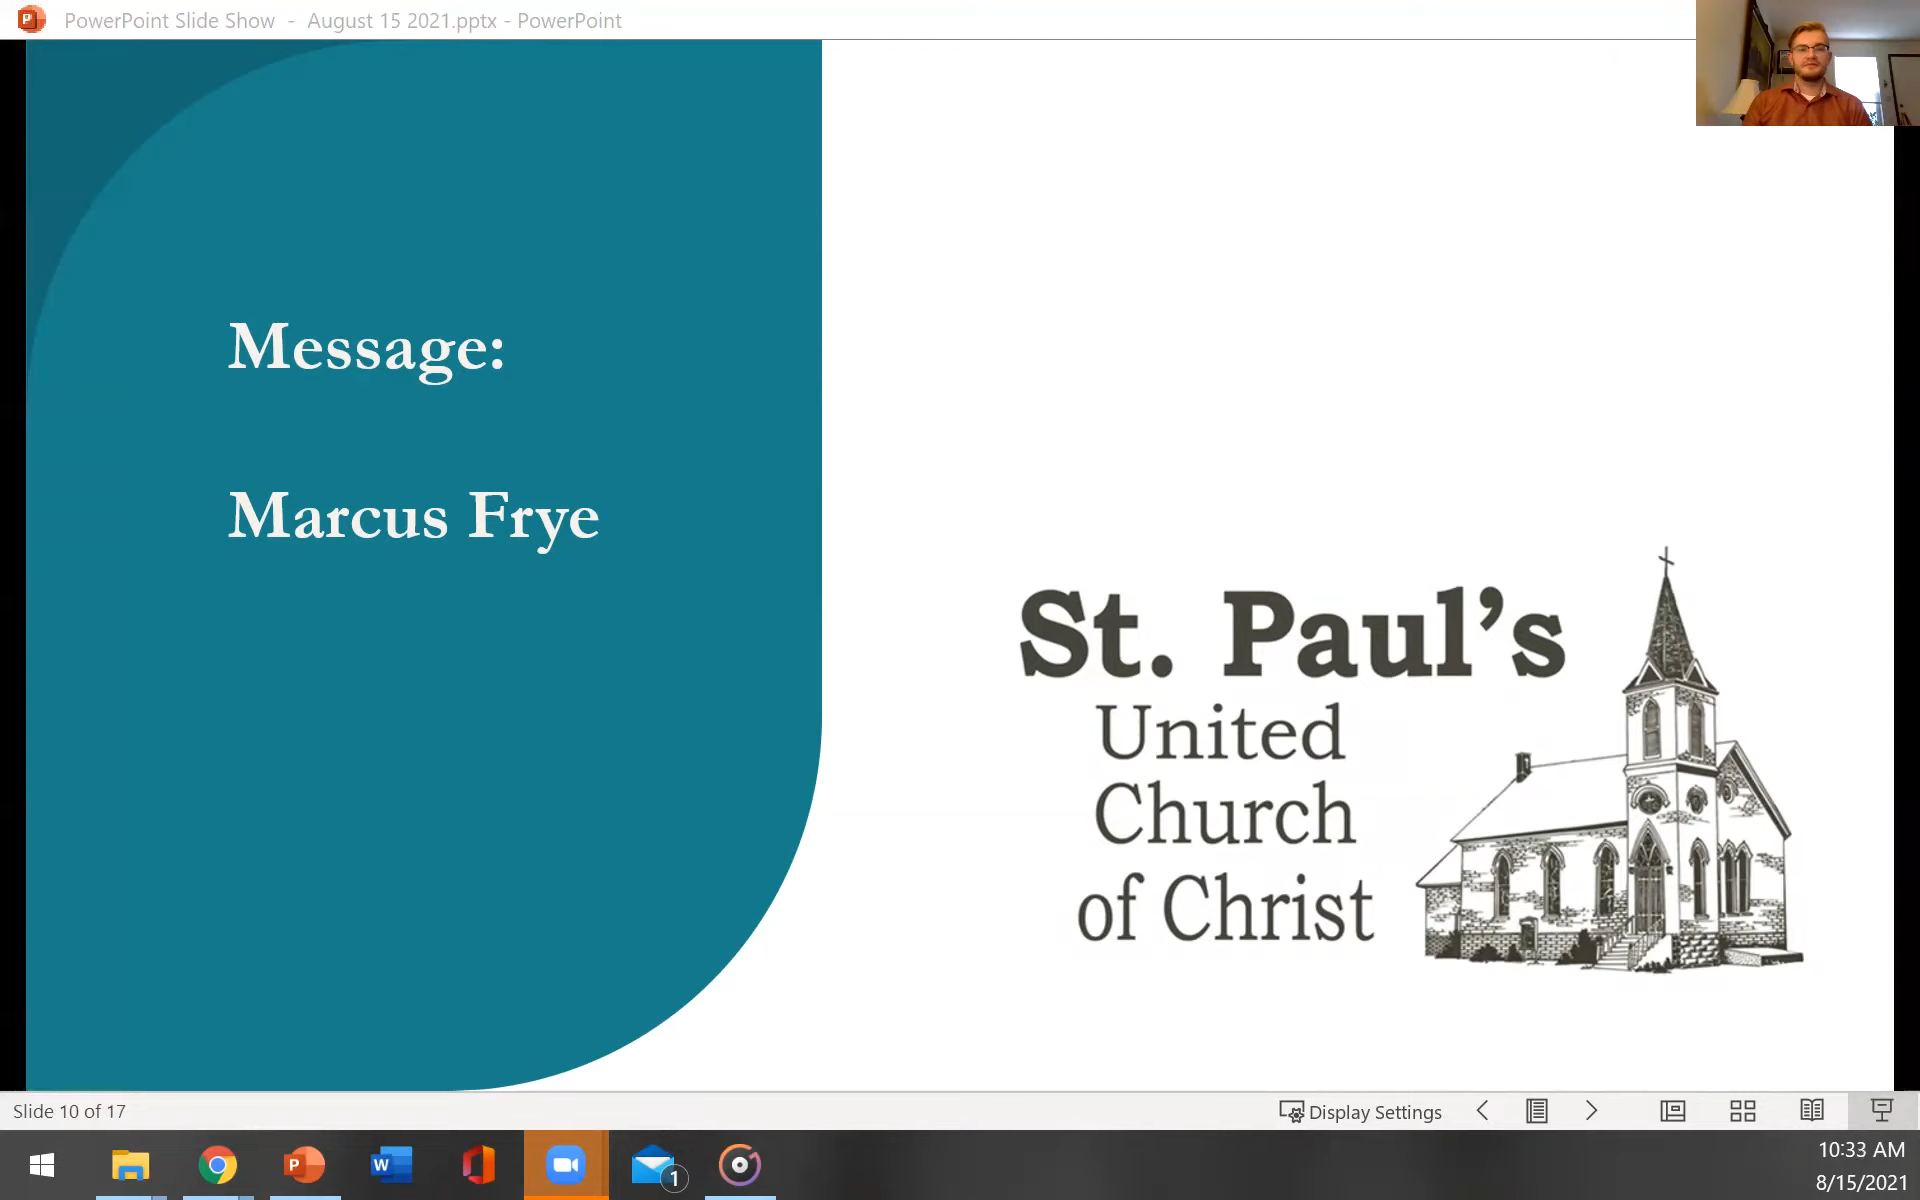 PowerPoint Slide Show - August 15 2021.pptx - PowerPoint
Message:
Marcus Frye
St. Paul's
United
Church
of Christ
Slide 10 of 17
Display Settings
1
10:33 AM
8/15/2021